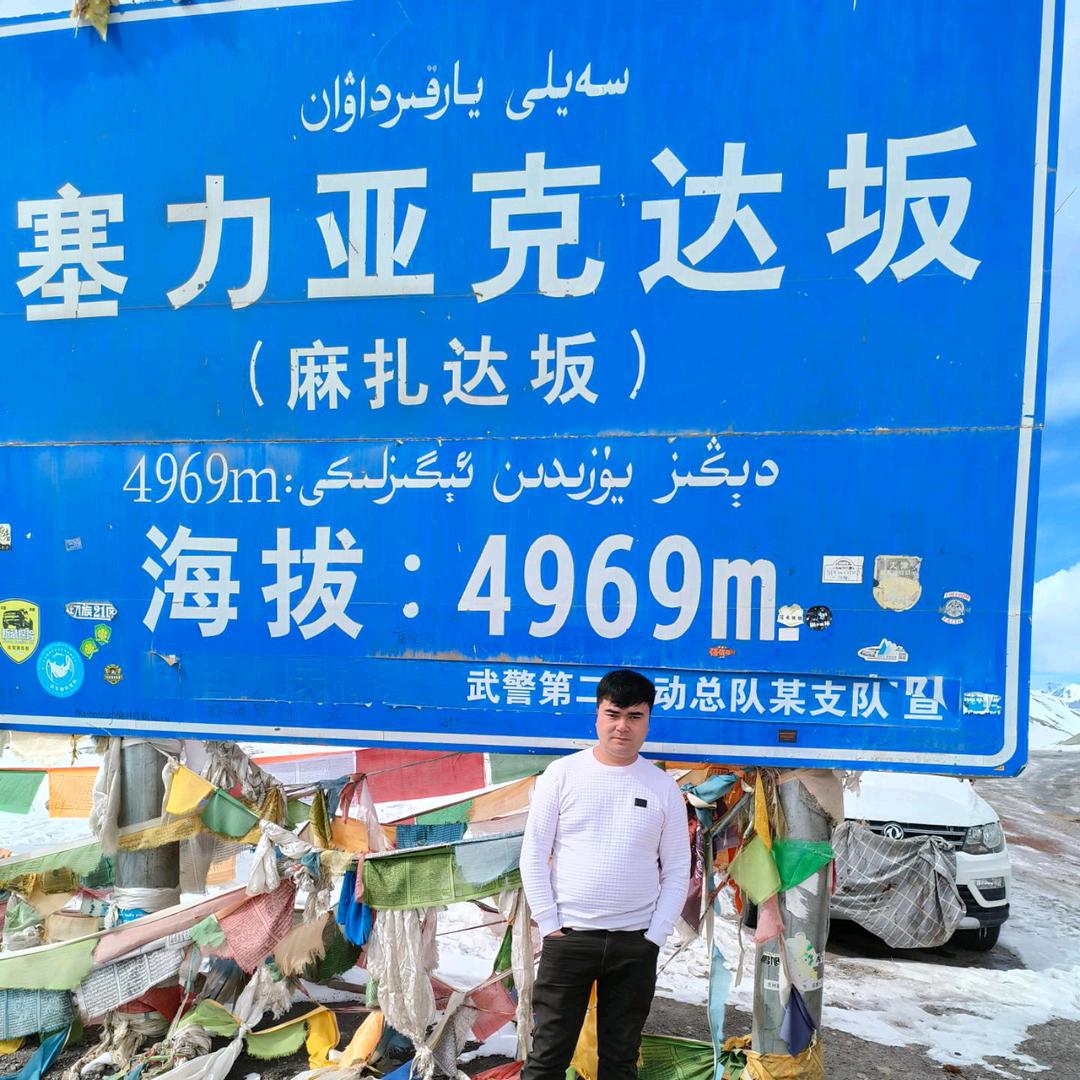 سەيلى يارقىرداۋان
塞力亚克达坂
（麻扎达坂）
دېڭىز يۈزىدىن ئېگىزلىكى:4969m
海拔：4969m
武警第二 动总队某支队 宣